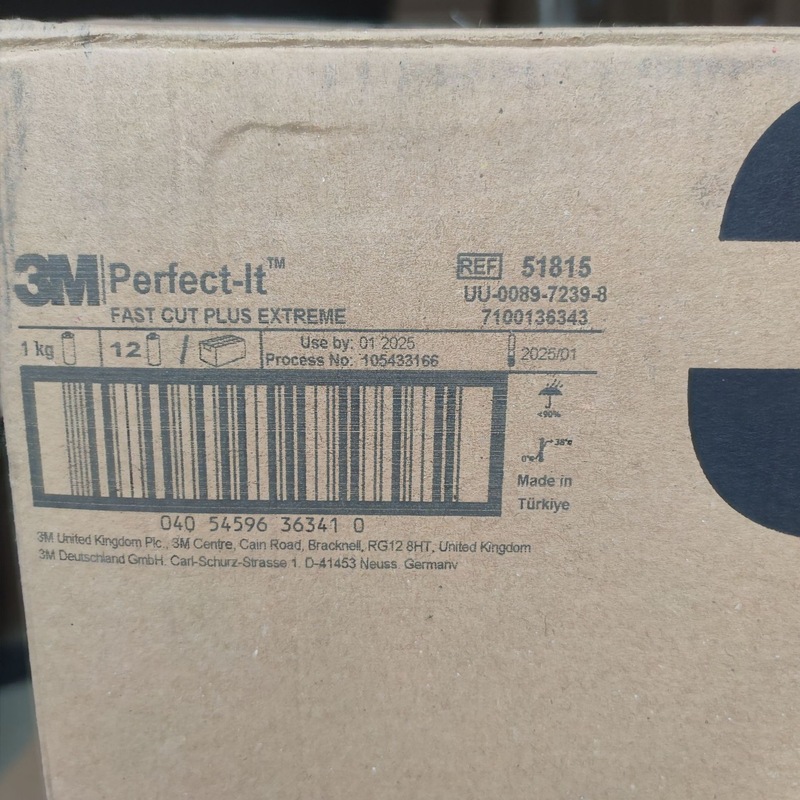 3M Perfect-It™
FAST CUT PLUS EXTREME
REF 51815
UU-0089-7239-8
7100136343
1 kg
12 /
Use by: 01 2025
Process No: 105433166
2025/01
<90%
Made in
Türkiye
040 54596 36341 0
3M United Kingdom Plc., 3M Centre, Cain Road, Bracknell, RG12 8HT, United Kingdom
3M Deutschland GmbH. Carl-Schurz-Strasse 1. D-41453 Neuss. Germany